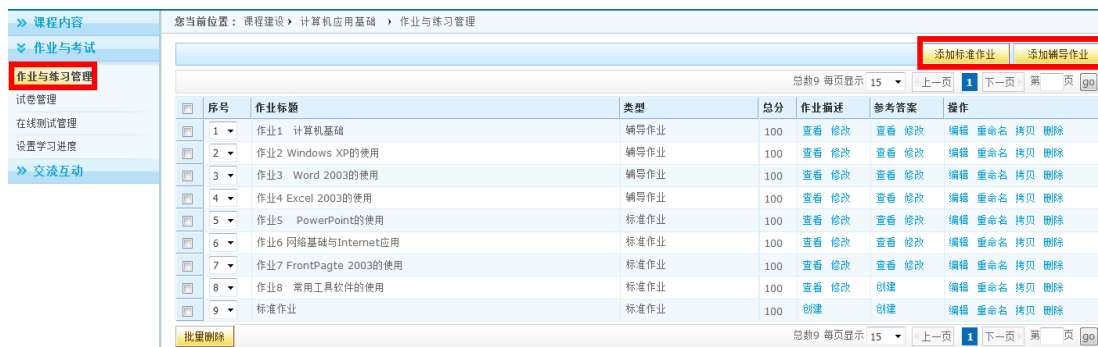 » 课程内容
您当前位置： 课程建设 › 计算机应用基础 › 作业与练习管理
作业与考试
添加标准作业 添加辅导作业
作业与练习管理
总数9 每页显示 15 上一页 1 下一页 第 页 go
试卷管理
序号 作业标题 类型 总分 作业描述 参考答案 操作
在线测试管理
1 作业1 计算机基础 辅导作业 100 查看 修改 查看 修改 编辑 重命名 拷贝 删除
设置学习进度
2 作业2 Windows XP的使用 辅导作业 100 查看 修改 查看 修改 编辑 重命名 拷贝 删除
» 交流互动
3 作业3 Word 2003的使用 辅导作业 100 查看 修改 查看 修改 编辑 重命名 拷贝 删除
4 作业4 Excel 2003的使用 辅导作业 100 查看 修改 查看 修改 编辑 重命名 拷贝 删除
5 作业5 PowerPoint的使用 标准作业 100 查看 修改 查看 修改 编辑 重命名 拷贝 删除
6 作业6 网络基础与Internet应用 标准作业 100 查看 修改 查看 修改 编辑 重命名 拷贝 删除
7 作业7 FrontPagte 2003的使用 标准作业 100 查看 修改 查看 修改 编辑 重命名 拷贝 删除
8 作业8 常用工具软件的使用 标准作业 100 查看 修改 创建 编辑 重命名 拷贝 删除
9 标准作业 标准作业 100 创建 创建 编辑 重命名 拷贝 删除
批量删除 总数9 每页显示 15 上一页 1 下一页 第 页 go